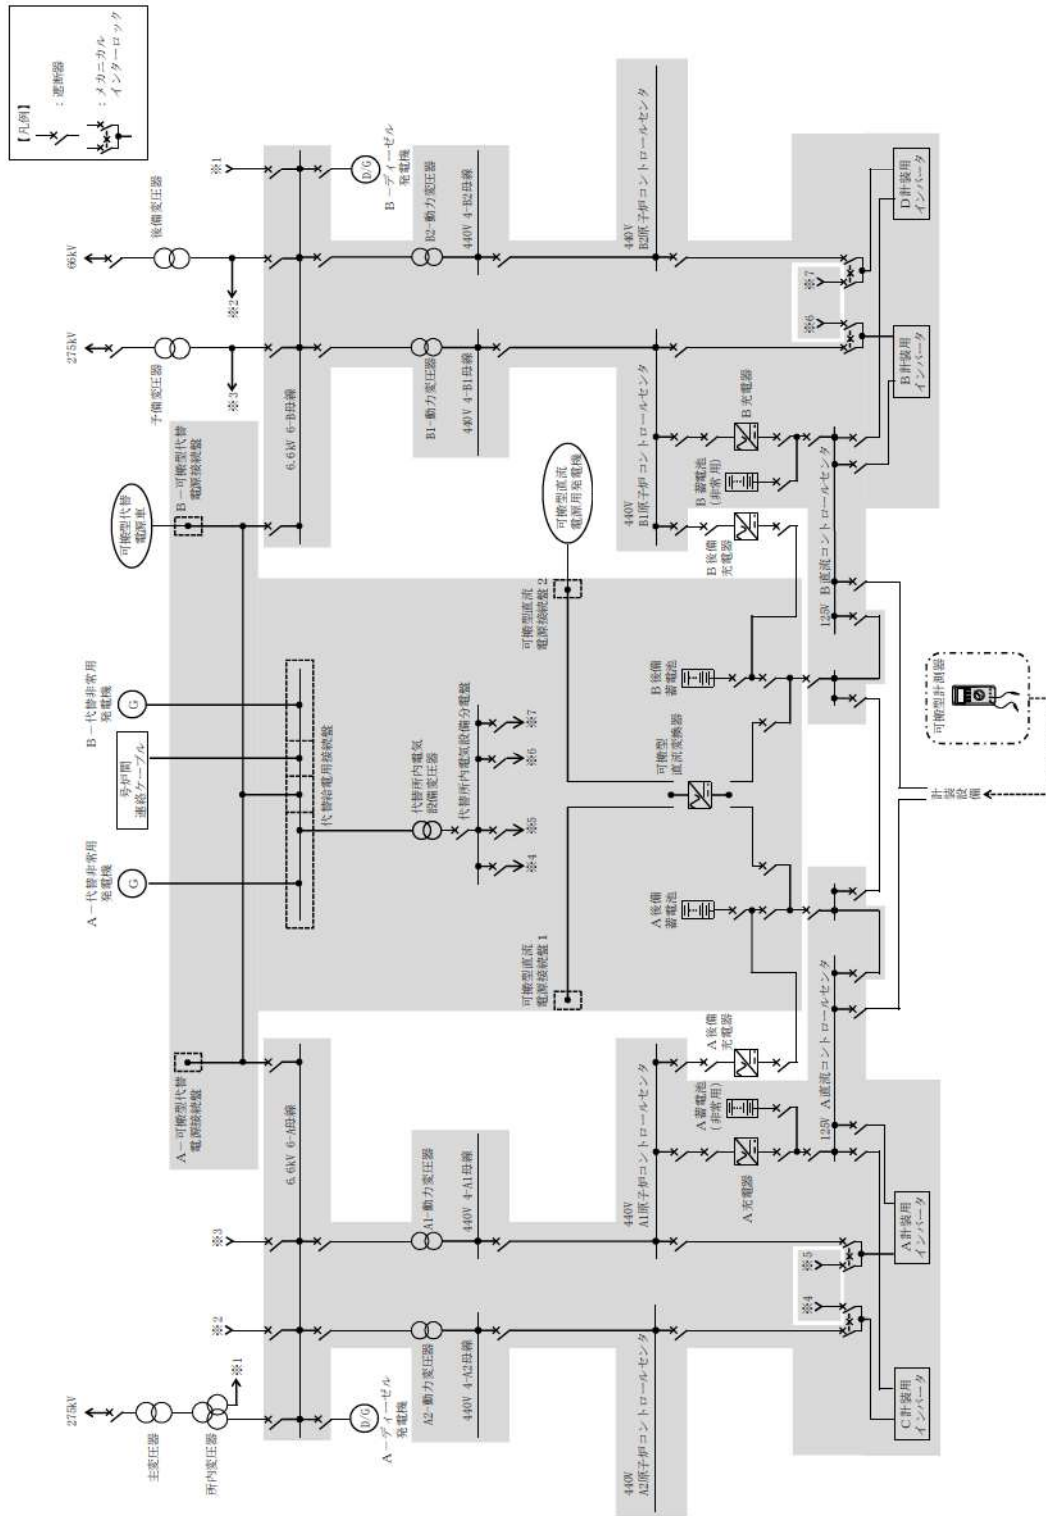 【凡例】
：遮断器
：メカニカル
インターロック
275kV
主変圧器
所内変圧器
※1
※2
※3
A－可搬型代替
電源接続盤
A－代替非常用
発電機
G
号炉間
連絡ケーブル
B－代替非常用
発電機
G
可搬型代替
電源車
B－可搬型代替
電源接続盤
275kV
予備変圧器
※3
66kV
後備変圧器
※2
※1
6.6kV 6-A母線
代替給電用接続盤
6.6kV 6-B母線
D/G
A－ディーゼル
発電機
D/G
B－ディーゼル
発電機
A2-動力変圧器
A1-動力変圧器
代替所内電気
設備変圧器
B1-動力変圧器
B2-動力変圧器
440V 4-A2母線
440V 4-A1母線
代替所内電気設備分電盤
440V 4-B1母線
440V 4-B2母線
※4
※5
※6
※7
可搬型直流
電源接続盤 1
可搬型直流
電源接続盤 2
可搬型直流
電源用発電機
440V
A2原子炉コントロールセンタ
440V
A1原子炉コントロールセンタ
可搬型
直流変換器
440V
B1原子炉コントロールセンタ
440V
B2原子炉コントロールセンタ
A充電器
A蓄電池
(非常用)
A後備
充電器
A後備
蓄電池
B後備
蓄電池
B後備
充電器
B蓄電池
(非常用)
B充電器
※4
※5
※6
※7
125V A直流コントロールセンタ
125V B直流コントロールセンタ
C計装用
インバータ
A計装用
インバータ
B計装用
インバータ
D計装用
インバータ
計装
設備
可搬型計測器